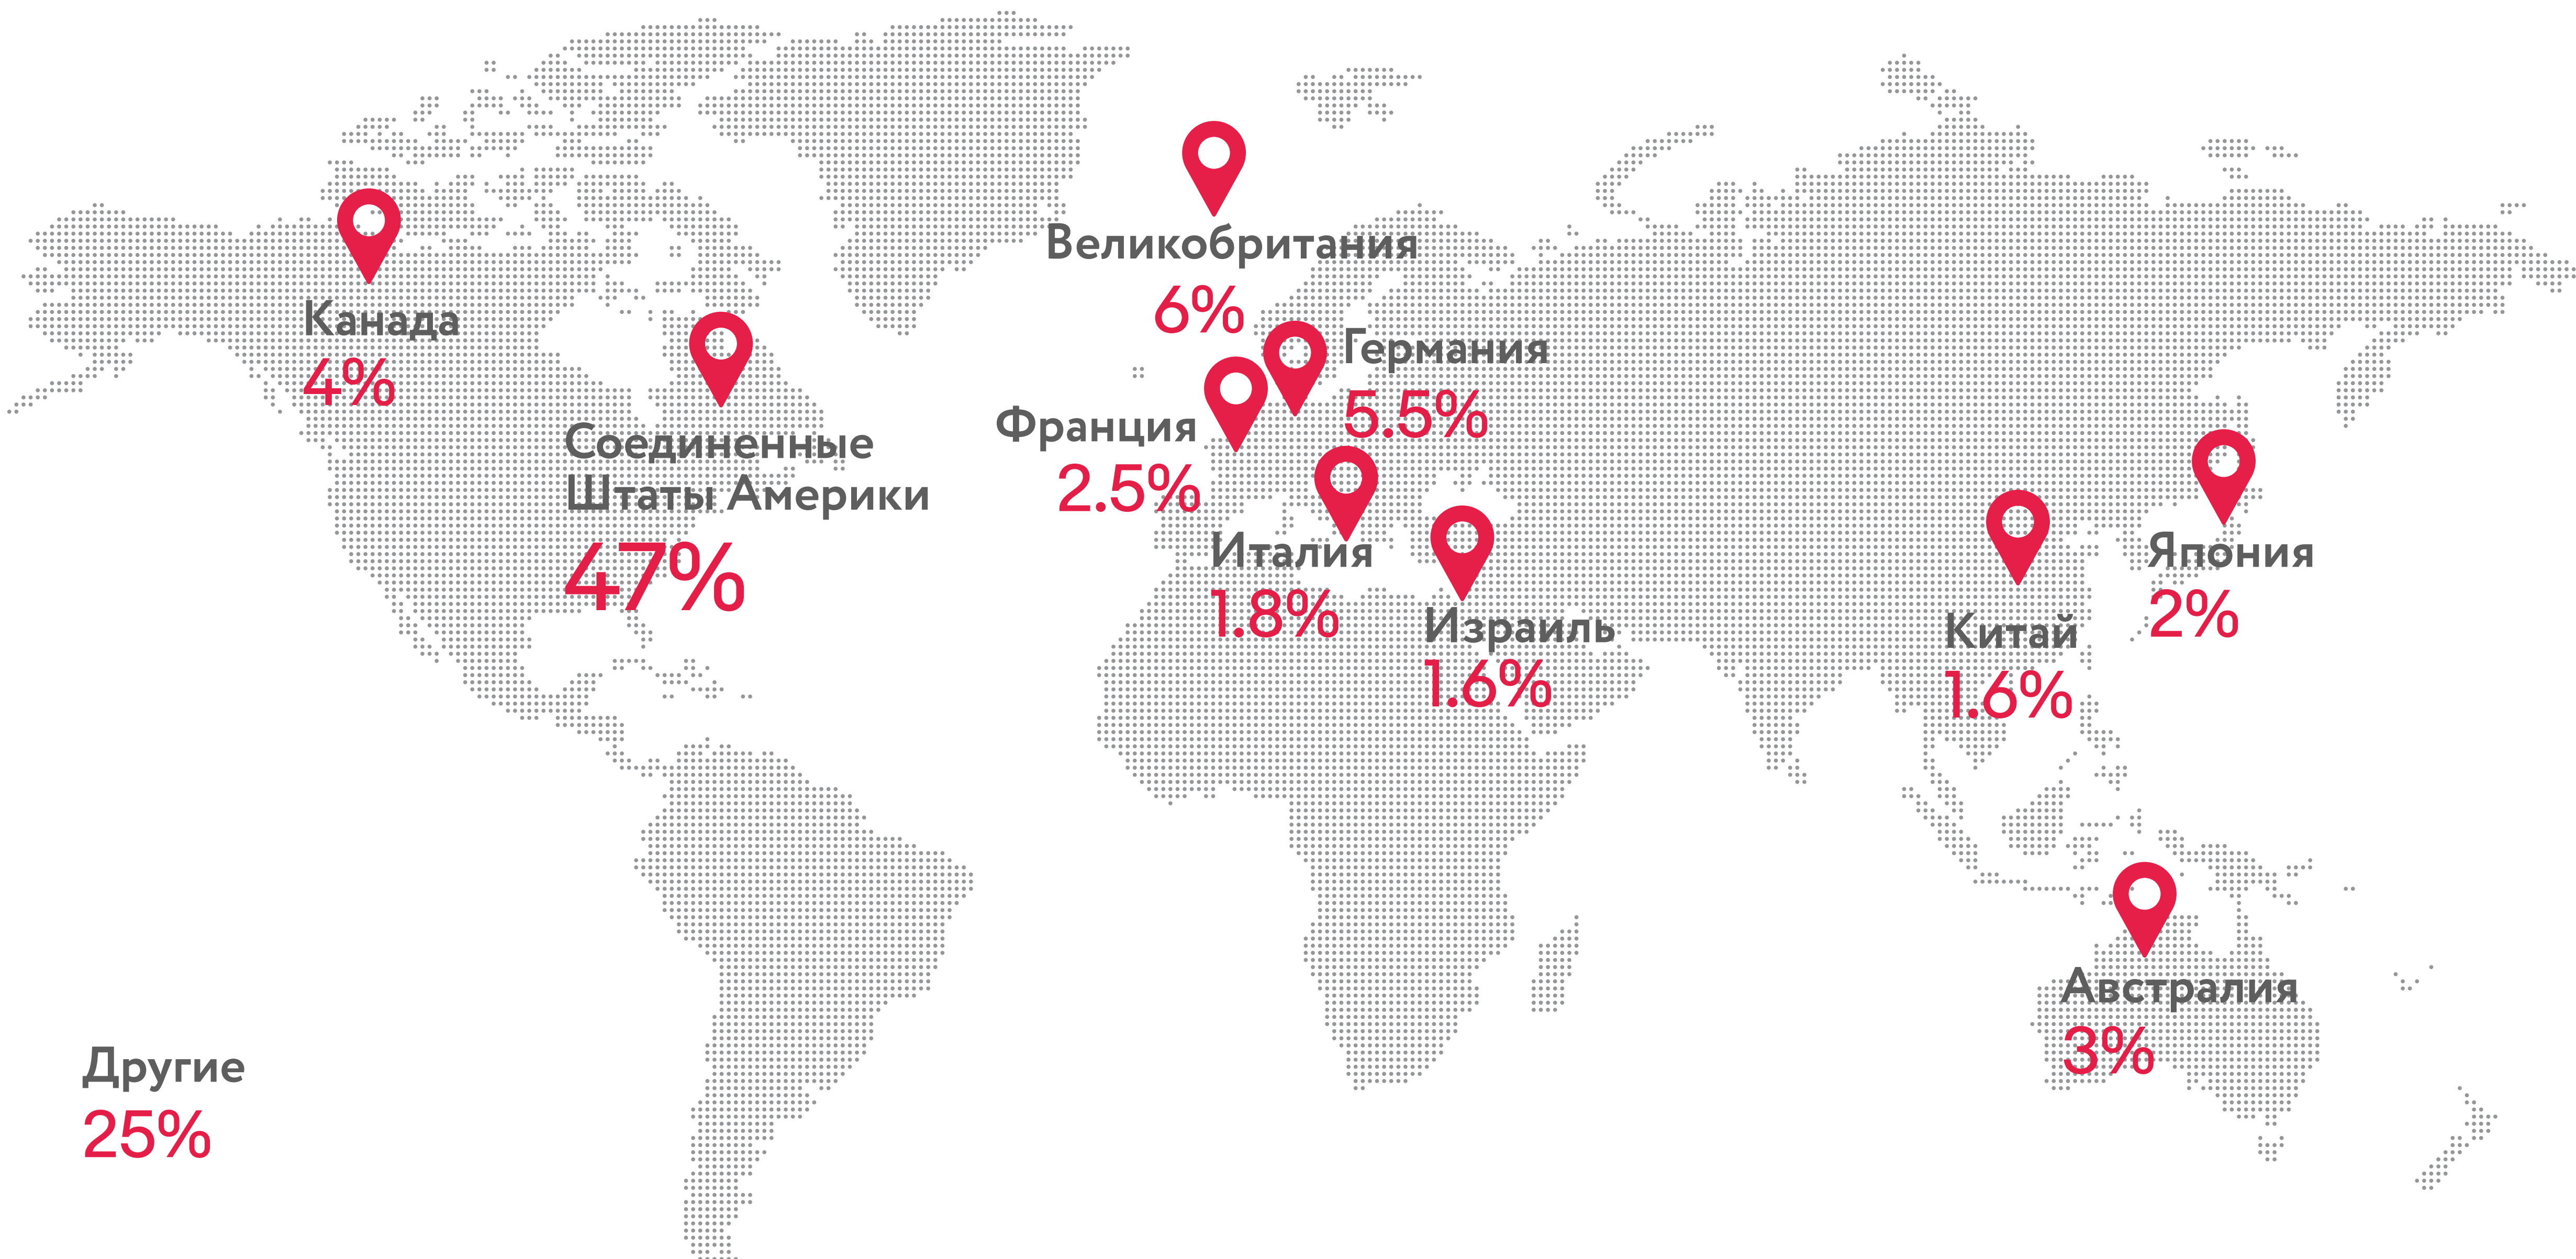 Великобритания
6%
Канада
4%
Германия
5.5%
Соединенные
Штаты Америки
47%
Франция
2.5%
Италия
1.8%
Израиль
1.6%
Япония
2%
Китай
1.6%
Австралия
3%
Другие
25%